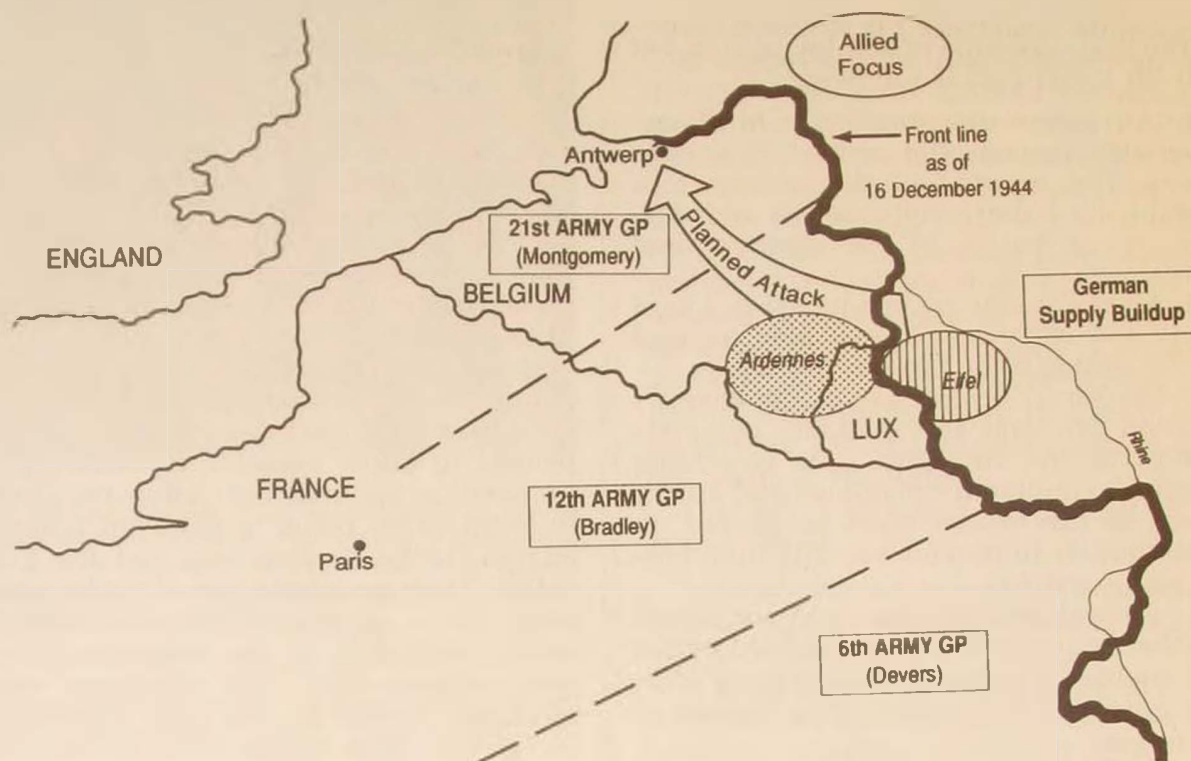 Allied
Focus
Front line
as of
16 December 1944
Antwerp
21st ARMY GP
(Montgomery)
Planned Attack
ENGLAND
BELGIUM
German
Supply Buildup
Ardennes
Eifel
LUX
Rhine
FRANCE
12th ARMY GP
(Bradley)
Paris
6th ARMY GP
(Devers)